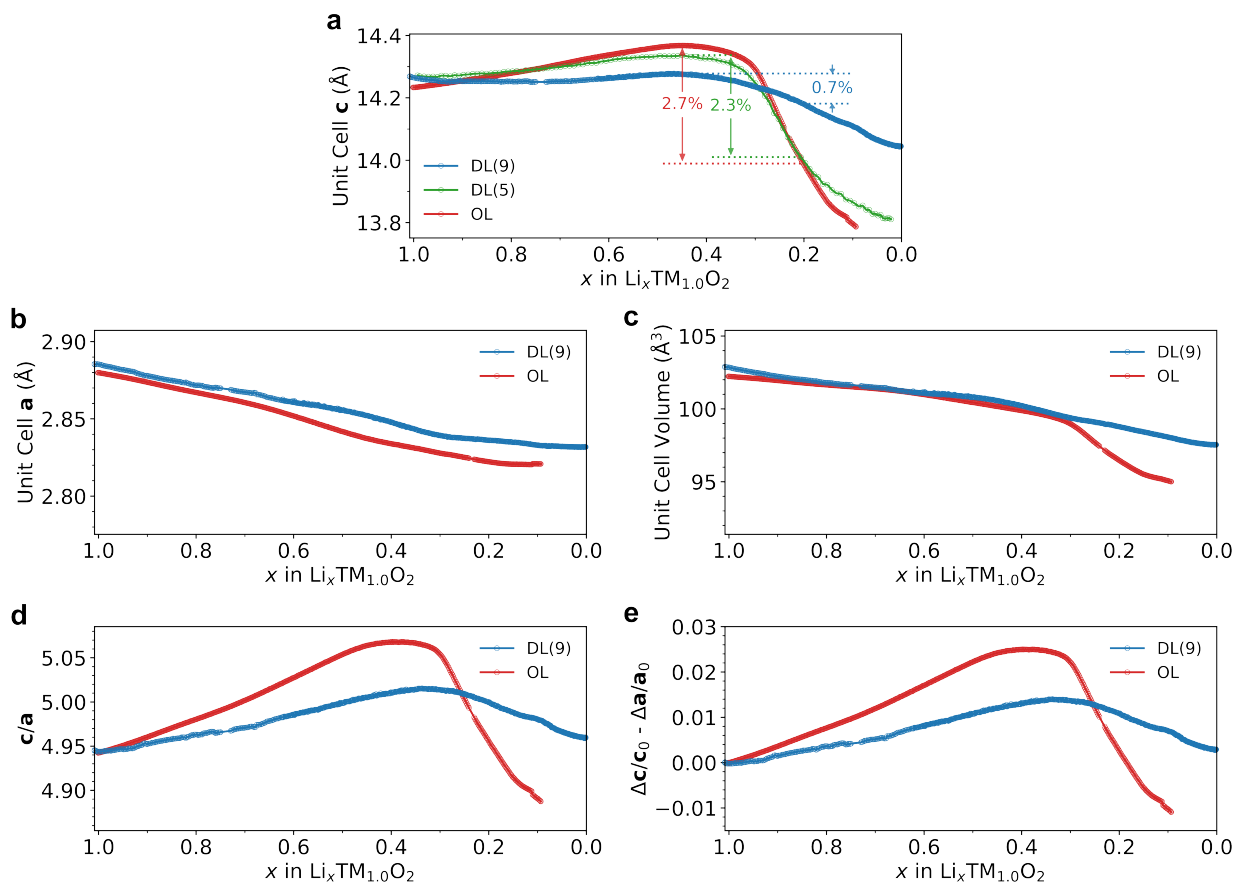 a
14.4
14.2
14.0
13.8
Unit Cell c (Å)
2.7%
2.3%
0.7%
DL(9)
DL(5)
OL
1.0 0.8 0.6 0.4 0.2 0.0
x in LiₓTM₁.₀O₂
b
2.90
2.85
2.80
Unit Cell a (Å)
DL(9)
OL
1.0 0.8 0.6 0.4 0.2 0.0
x in LiₓTM₁.₀O₂
c
105
100
95
Unit Cell Volume (Å³)
DL(9)
OL
1.0 0.8 0.6 0.4 0.2 0.0
x in LiₓTM₁.₀O₂
d
5.05
5.00
4.95
4.90
c/a
DL(9)
OL
1.0 0.8 0.6 0.4 0.2 0.0
x in LiₓTM₁.₀O₂
e
0.03
0.02
0.01
0.00
−0.01
Δc/c₀ - Δa/a₀
DL(9)
OL
1.0 0.8 0.6 0.4 0.2 0.0
x in LiₓTM₁.₀O₂